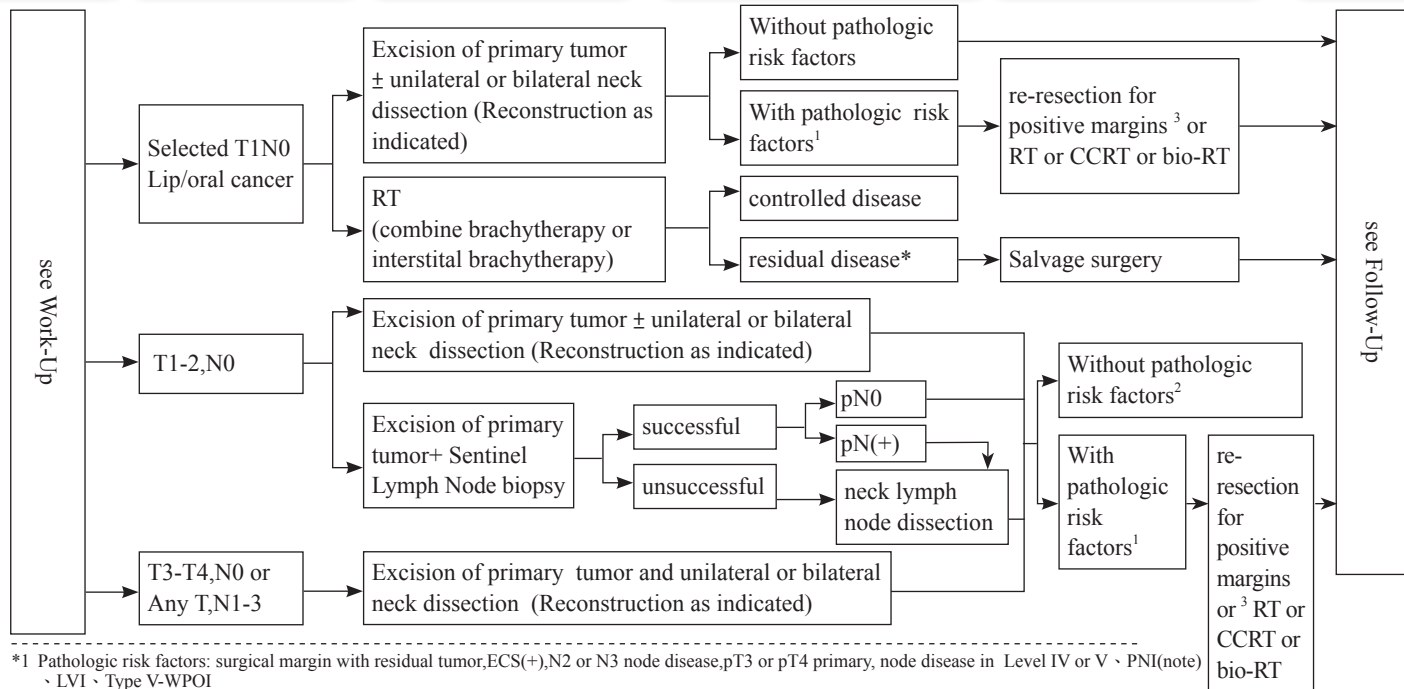 see Work-Up
Selected T1N0
Lip/oral cancer
Excision of primary tumor
± unilateral or bilateral neck
dissection (Reconstruction as
indicated)
Without pathologic
risk factors
With pathologic risk
factors1
re-resection for
positive margins 3 or
RT or CCRT or bio-RT
RT
(combine brachytherapy or
interstital brachytherapy)
controlled disease
residual disease*
Salvage surgery
T1-2,N0
Excision of primary tumor ± unilateral or bilateral
neck dissection (Reconstruction as indicated)
Excision of primary
tumor+ Sentinel
Lymph Node biopsy
successful
unsuccessful
pN0
pN(+)
neck lymph
node dissection
T3-T4,N0 or
Any T,N1-3
Excision of primary tumor and unilateral or bilateral
neck dissection (Reconstruction as indicated)
Without pathologic
risk factors2
With
pathologic
risk
factors1
re-
resection
for
positive
margins
or 3 RT or
CCRT or
bio-RT
see Follow-Up
*1 Pathologic risk factors: surgical margin with residual tumor,ECS(+),N2 or N3 node disease,pT3 or pT4 primary, node disease in Level IV or V、PNI(note)
、LVI、Type V-WPOI